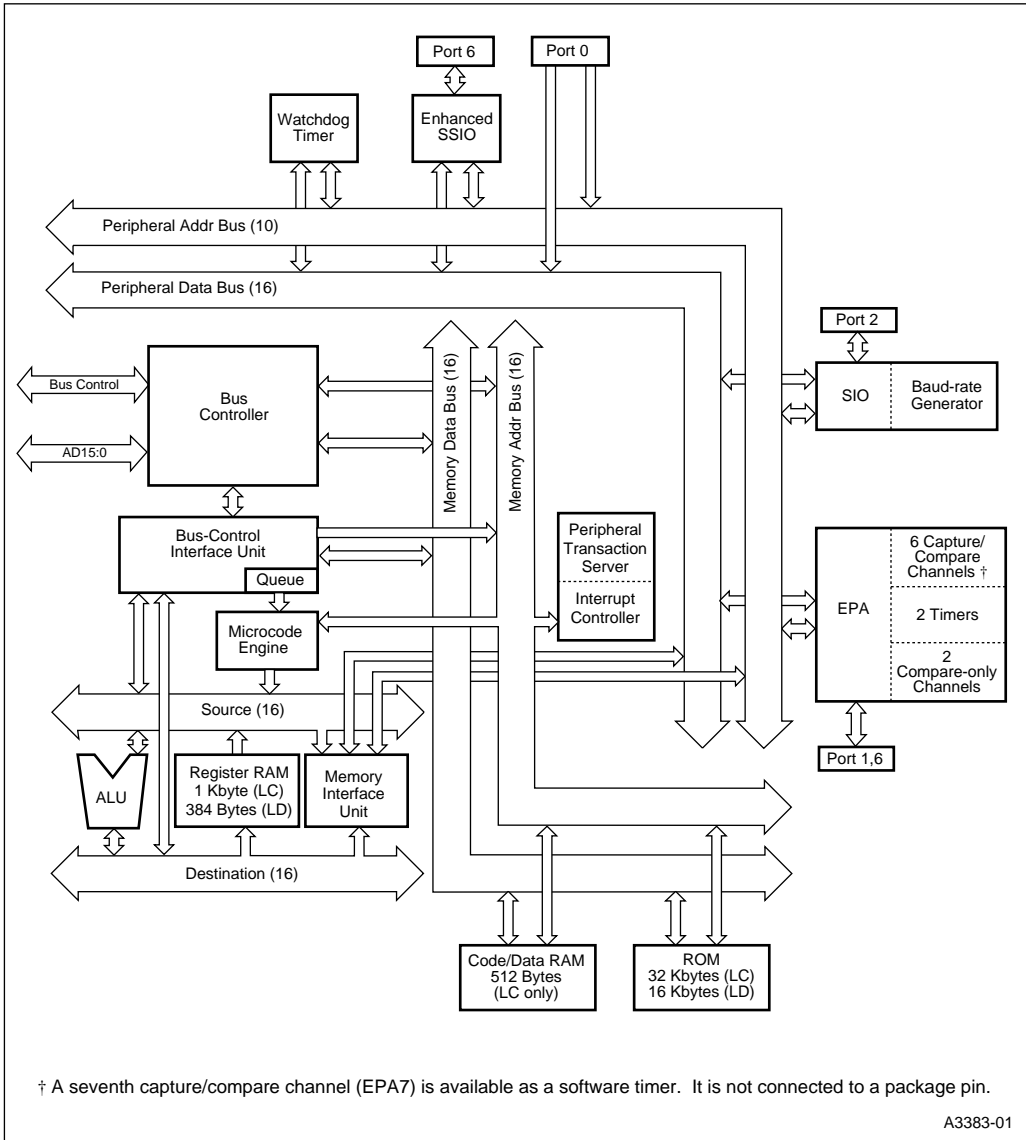 Port 6
Port 0
Watchdog
Timer
Enhanced
SSIO
Peripheral Addr Bus (10)
Peripheral Data Bus (16)
Port 2
Bus Control
Bus
Controller
Memory Data Bus (16)
Memory Addr Bus (16)
SIO
Baud-rate
Generator
AD15:0
Bus-Control
Interface Unit
Queue
Peripheral
Transaction
Server
Interrupt
Controller
Microcode
Engine
EPA
6 Capture/
Compare
Channels †
2 Timers
2
Compare-only
Channels
Source (16)
Port 1,6
ALU
Register RAM
1 Kbyte (LC)
384 Bytes (LD)
Memory
Interface
Unit
Destination (16)
Code/Data RAM
512 Bytes
(LC only)
ROM
32 Kbytes (LC)
16 Kbytes (LD)
† A seventh capture/compare channel (EPA7) is available as a software timer. It is not connected to a package pin.
A3383-01